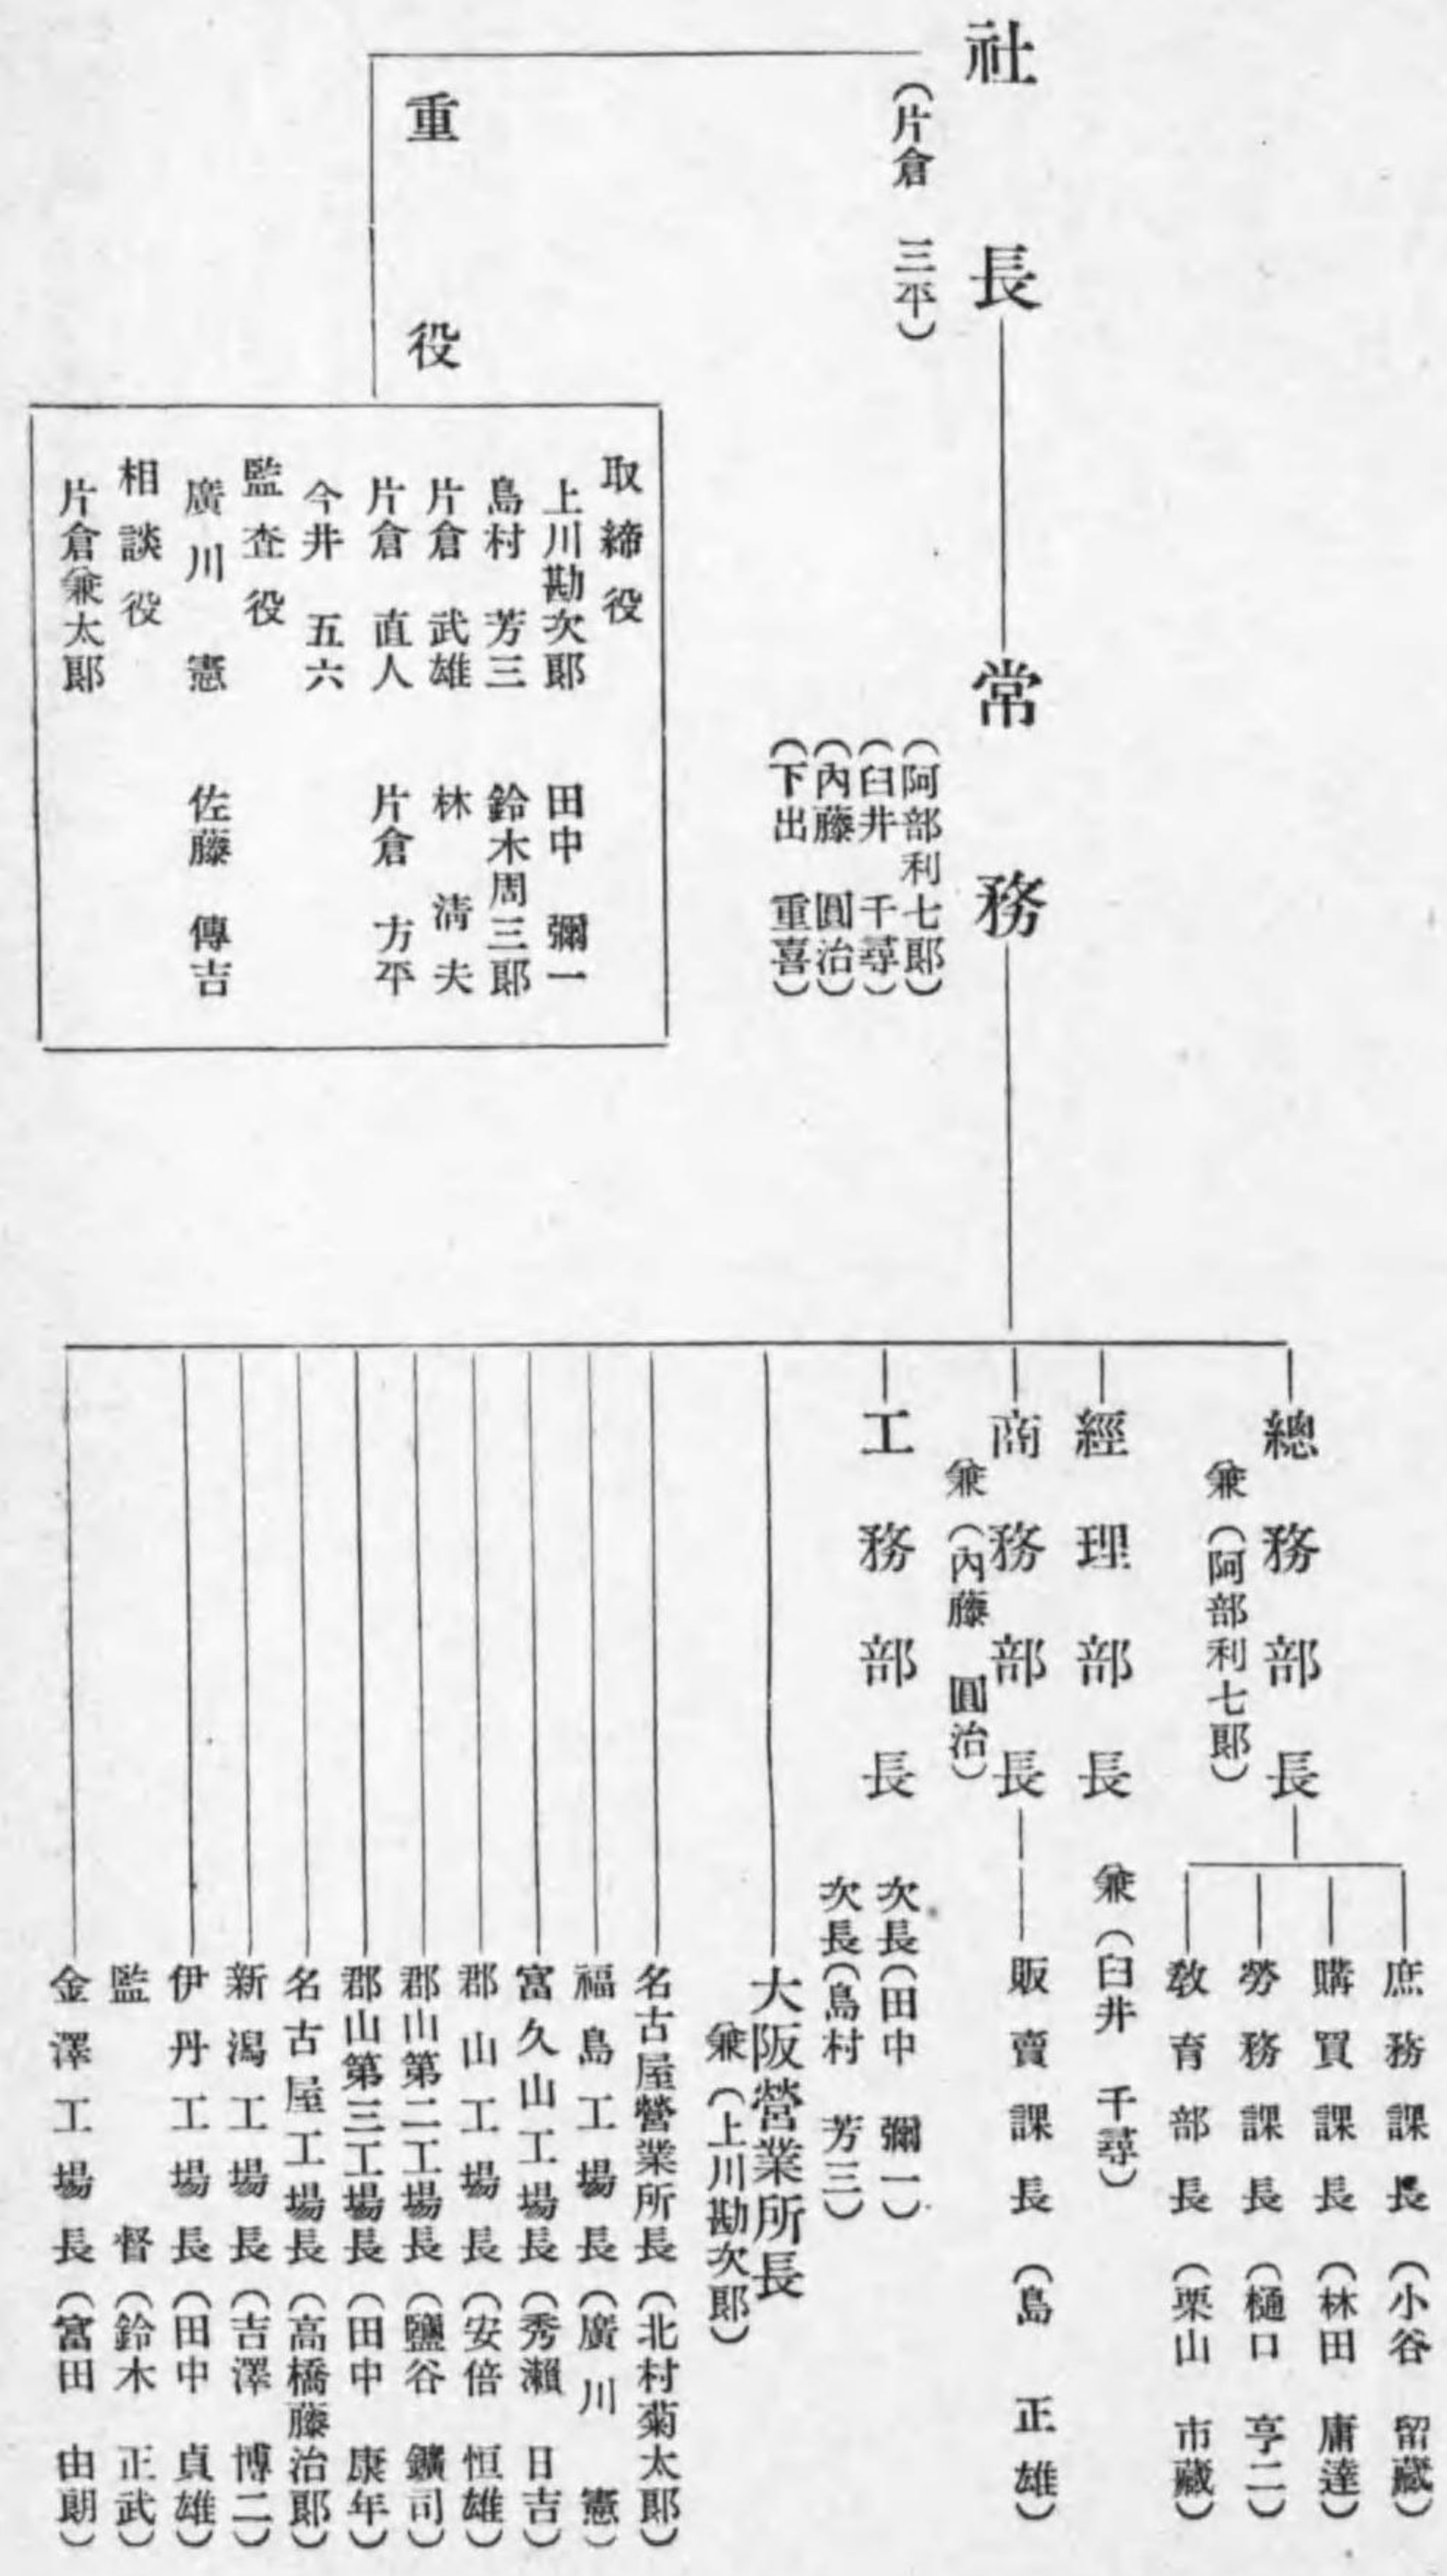 社長
(片倉 三平)
重役
取締役
上川勘次郎 田中 彌一
島村 芳三 鈴木周三郎
片倉 武雄 林 清夫
片倉 直人 片倉 方平
今井 五六
監査役
廣川 憲 佐藤 傳吉
相談役
片倉兼太郎
常務
(阿部利七郎)
(臼井 千尋)
(內藤 圓治)
(下出 重喜)
總務部長
兼(阿部利七郎)
庶務課長(小谷 留藏)
購買課長(林田 庸達)
勞務課長(樋口 亨二)
敎育部長(栗山 市藏)
經理部長 兼(臼井 千尋)
商務部長
兼(內藤 圓治)
販賣課長(島 正雄)
工務部長
次長(田中 彌一)
次長(島村 芳三)
大阪營業所長
兼(上川勘次郎)
名古屋營業所長(北村菊太郎)
福島工場長(廣川 憲)
富久山工場長(秀瀨 日吉)
郡山工場長(安倍 恒雄)
郡山第二工場長(鹽谷 鑛司)
郡山第三工場長(田中 康年)
名古屋工場長(高橋藤治郎)
新潟工場長(吉澤 博二)
伊丹工場長(田中 貞雄)
監督(鈴木 正武)
金澤工場長(富田 由朗)